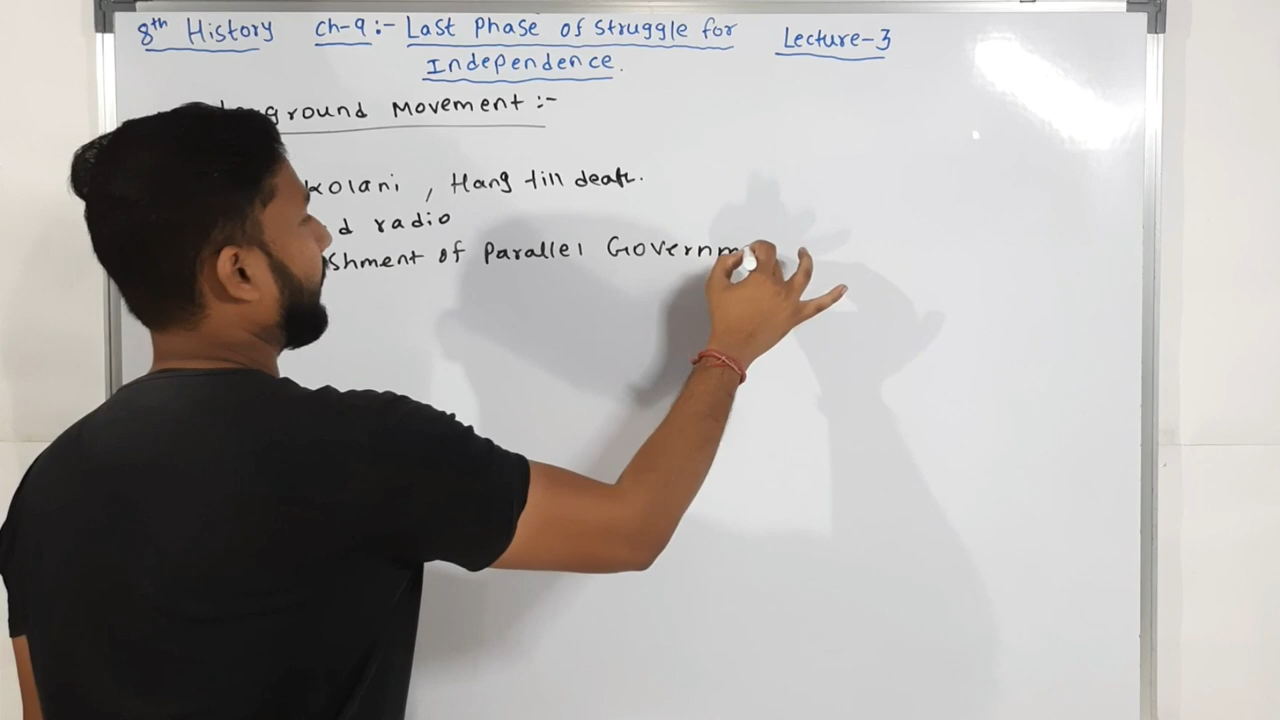 8th History ch-9:- Last Phase of Struggle for Independence. Lecture-3
ground Movement :-
kolani , Hang till death.
d radio
shment of Parallel Governm